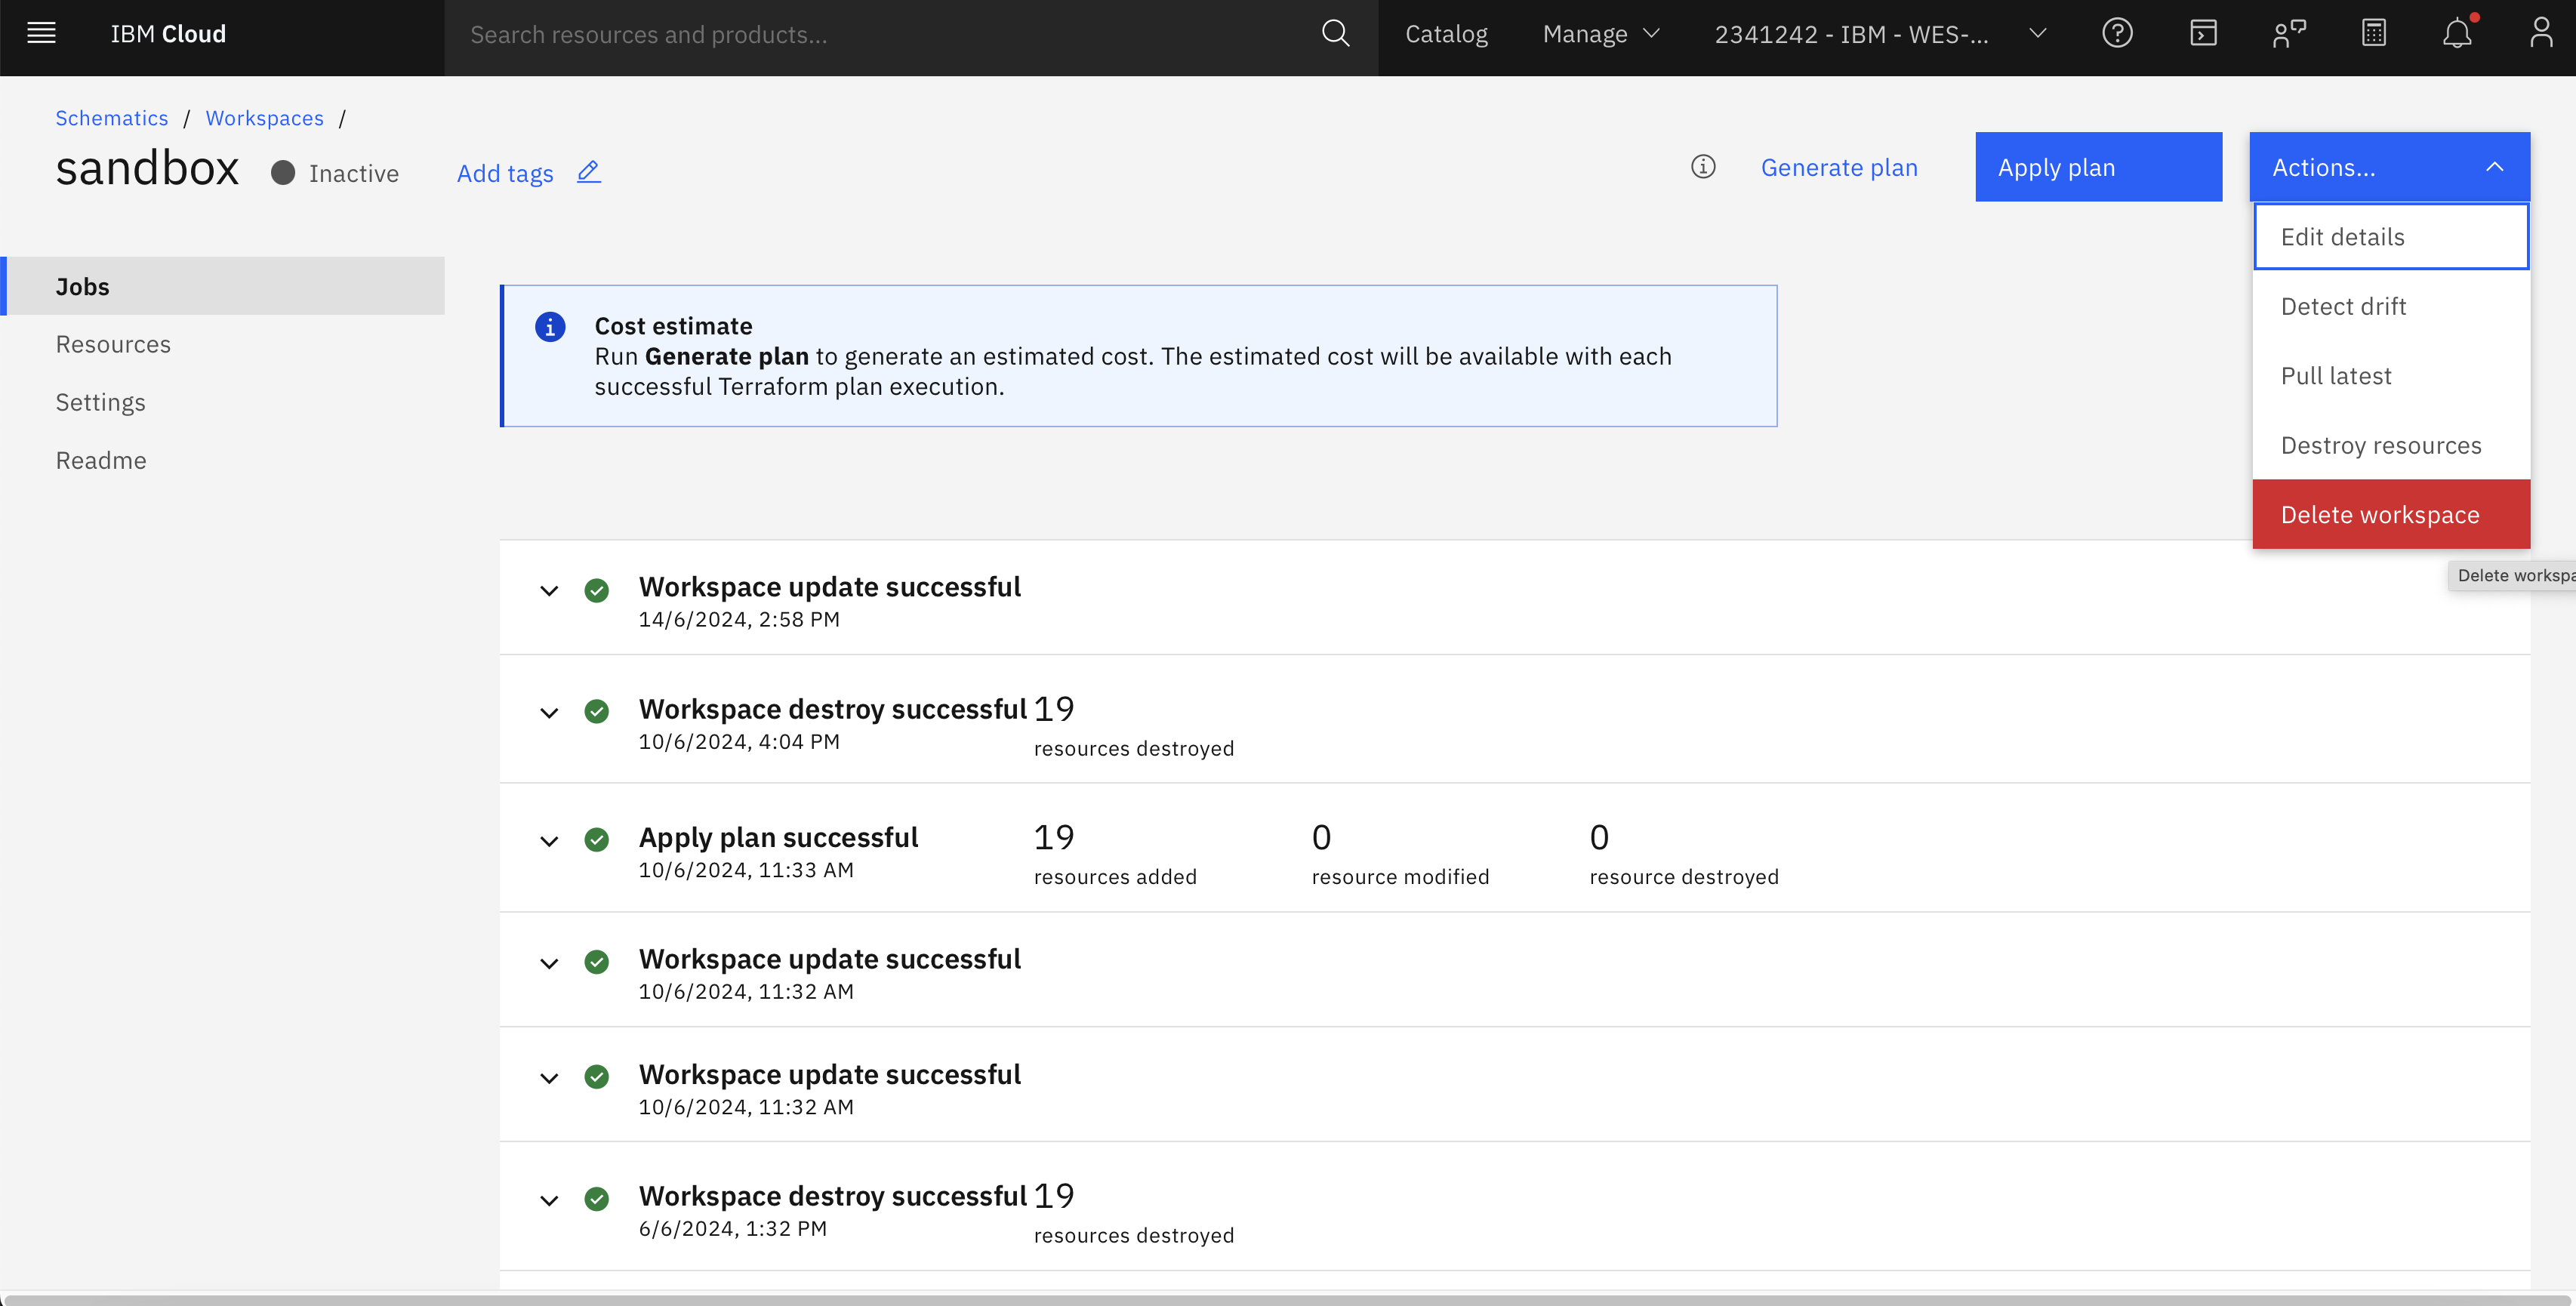 IBM Cloud
Search resources and products...
Catalog
Manage
2341242 - IBM - WES-...
Schematics / Workspaces /
sandbox
Inactive
Add tags
Generate plan
Apply plan
Actions...
Edit details
Detect drift
Pull latest
Destroy resources
Delete workspace
Delete workspa
Jobs
Resources
Settings
Readme
Cost estimate
Run Generate plan to generate an estimated cost. The estimated cost will be available with each
successful Terraform plan execution.
Workspace update successful
14/6/2024, 2:58 PM
Workspace destroy successful 19
10/6/2024, 4:04 PM
resources destroyed
Apply plan successful 19 0 0
10/6/2024, 11:33 AM
resources added resource modified resource destroyed
Workspace update successful
10/6/2024, 11:32 AM
Workspace update successful
10/6/2024, 11:32 AM
Workspace destroy successful 19
6/6/2024, 1:32 PM
resources destroyed